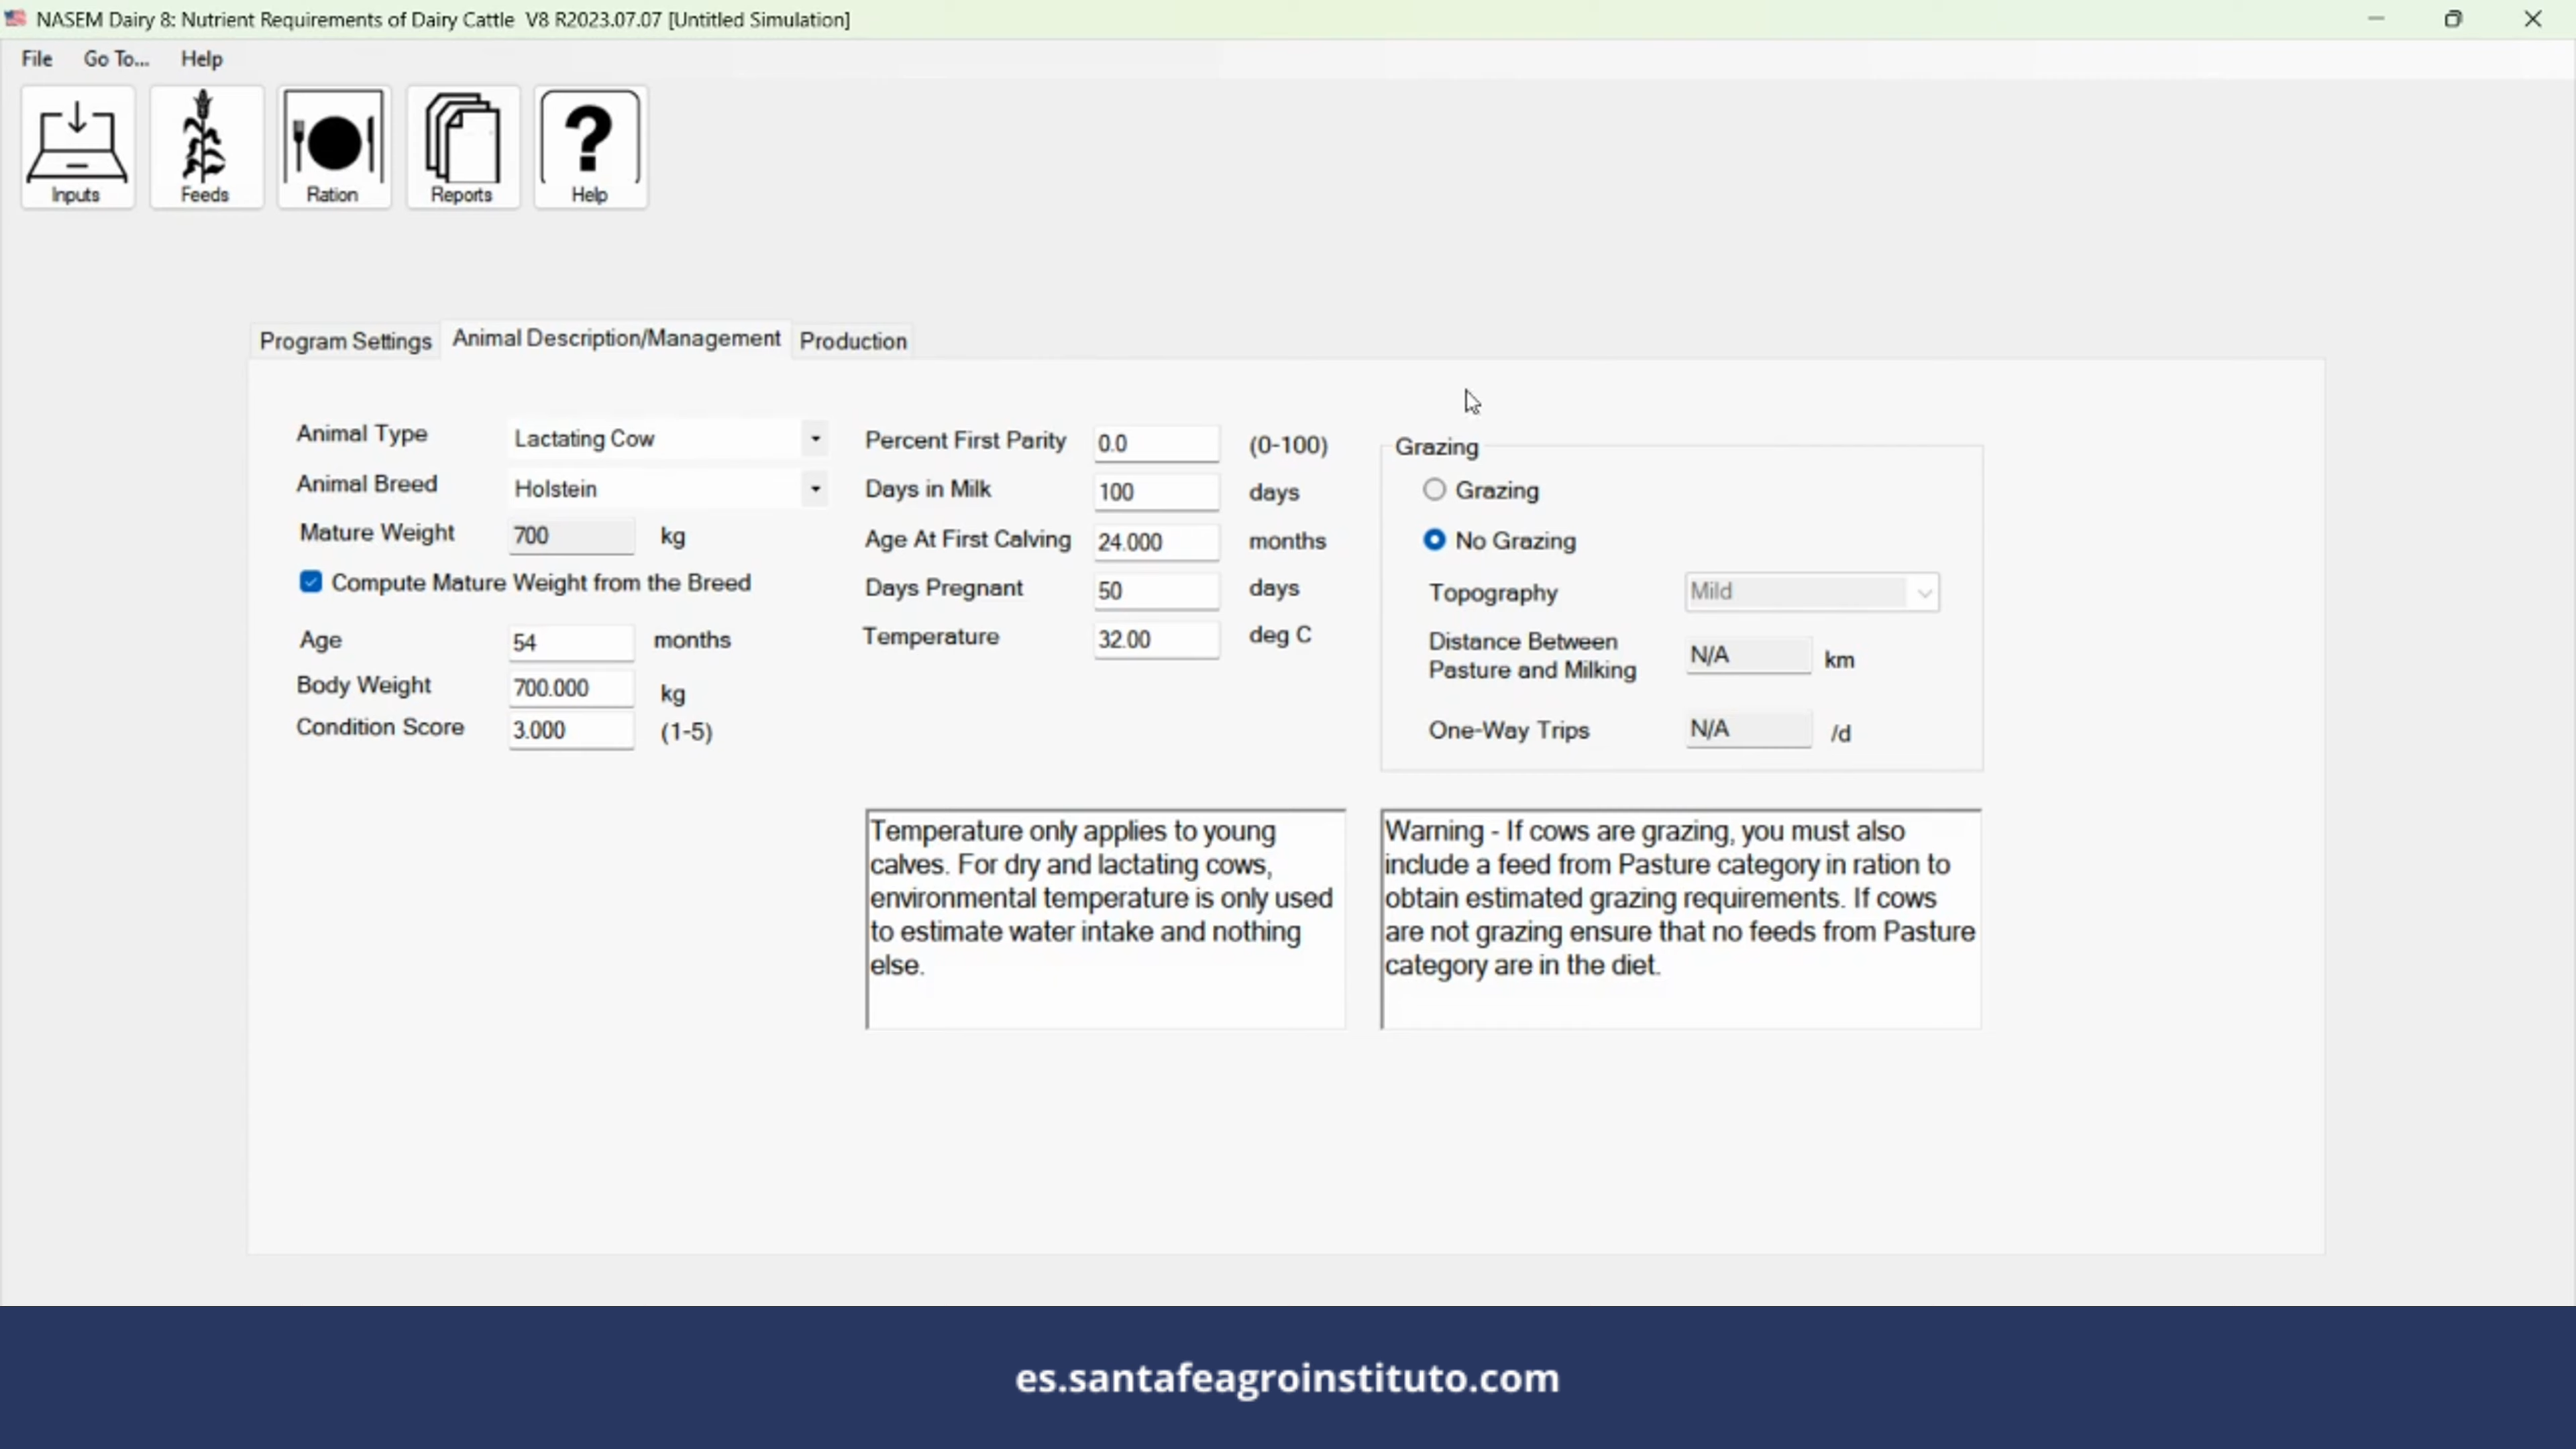 NASEM Dairy 8: Nutrient Requirements of Dairy Cattle V8 R2023.07.07 [Untitled Simulation]
File Go To... Help
Inputs Feeds Ration Reports Help
Program Settings Animal Description/Management Production
Animal Type Lactating Cow
Animal Breed Holstein
Mature Weight 700 kg
Compute Mature Weight from the Breed
Age 54 months
Body Weight 700.000 kg
Condition Score 3.000 (1-5)
Percent First Parity 0.0 (0-100)
Days in Milk 100 days
Age At First Calving 24.000 months
Days Pregnant 50 days
Temperature 32.00 deg C
Grazing
Grazing
No Grazing
Topography Mild
Distance Between
Pasture and Milking N/A km
One-Way Trips N/A /d
Temperature only applies to young
calves. For dry and lactating cows,
environmental temperature is only used
to estimate water intake and nothing
else.
Warning - If cows are grazing, you must also
include a feed from Pasture category in ration to
obtain estimated grazing requirements. If cows
are not grazing ensure that no feeds from Pasture
category are in the diet.
es.santafeagroinstituto.com